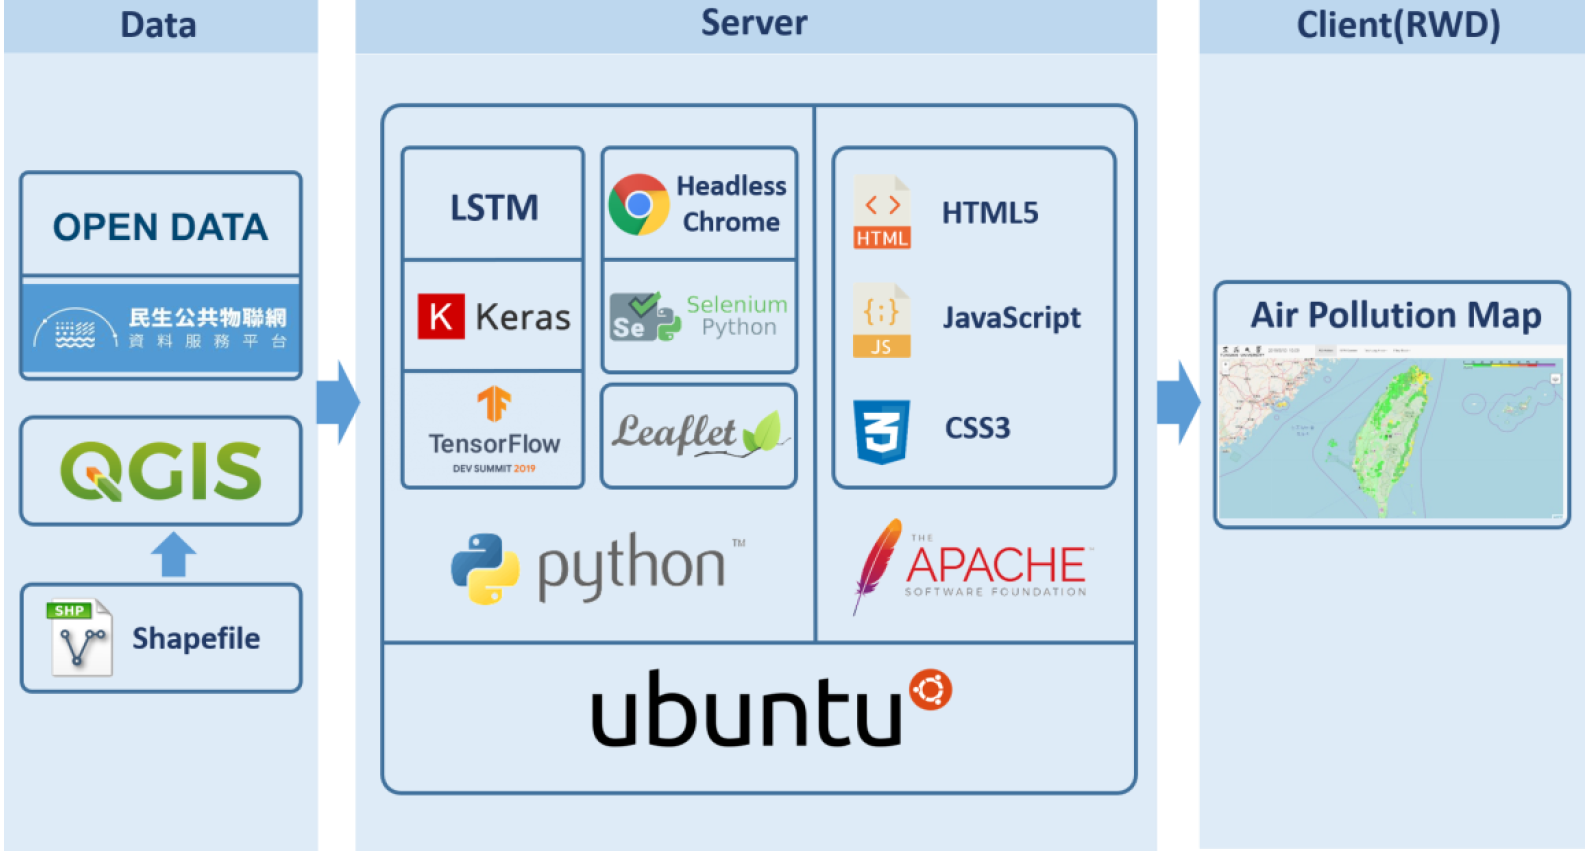 Data
OPEN DATA
民生公共物聯網
資料服務平台
QGIS
SHP
Shapefile
Server
LSTM
K Keras
TensorFlow
DEV SUMMIT 2019
Headless
Chrome
Se
Selenium
Python
Leaflet
python™
HTML
HTML5
{;}
JS
JavaScript
3
CSS3
THE
APACHE™
SOFTWARE FOUNDATION
ubuntu
Client(RWD)
Air Pollution Map